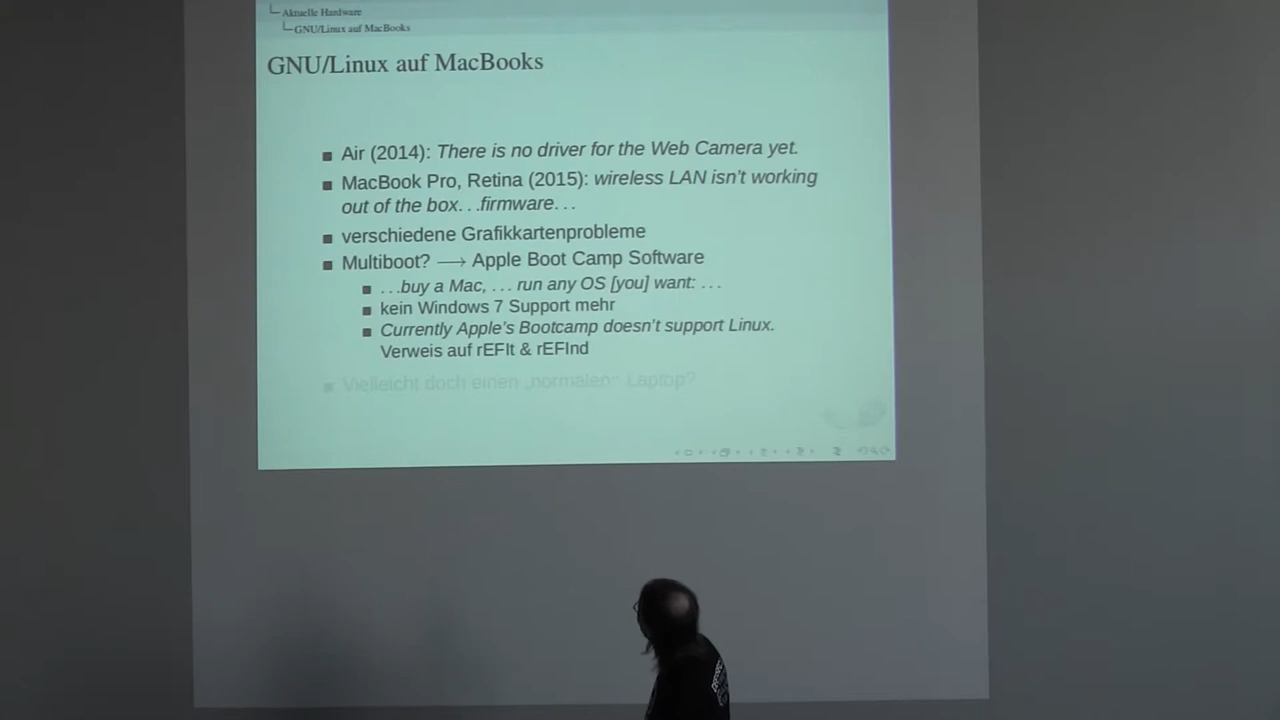 Aktuelle Hardware
GNU/Linux auf MacBooks
GNU/Linux auf MacBooks
Air (2014): There is no driver for the Web Camera yet.
MacBook Pro, Retina (2015): wireless LAN isn't working
out of the box. . .firmware. . .
verschiedene Grafikkartenprobleme
Multiboot? ⟶ Apple Boot Camp Software
. . .buy a Mac, . . . run any OS [you] want: . . .
kein Windows 7 Support mehr
Currently Apple's Bootcamp doesn't support Linux.
Verweis auf rEFIt & rEFInd
Vielleicht doch einen „normalen“ Laptop?